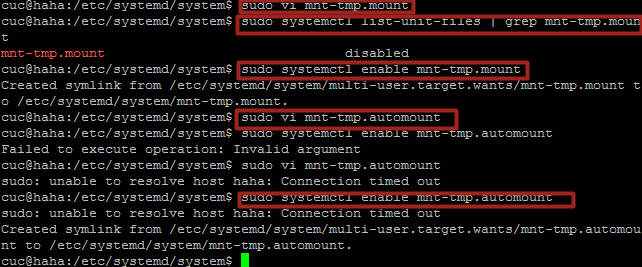 cuc@haha:/etc/systemd/system$ sudo vi mnt-tmp.mount
cuc@haha:/etc/systemd/system$ sudo systemctl list-unit-files | grep mnt-tmp.moun
t
mnt-tmp.mount disabled
cuc@haha:/etc/systemd/system$ sudo systemctl enable mnt-tmp.mount
Created symlink from /etc/systemd/system/multi-user.target.wants/mnt-tmp.mount t
o /etc/systemd/system/mnt-tmp.mount.
cuc@haha:/etc/systemd/system$ sudo vi mnt-tmp.automount
cuc@haha:/etc/systemd/system$ sudo systemctl enable mnt-tmp.automount
Failed to execute operation: Invalid argument
cuc@haha:/etc/systemd/system$ sudo vi mnt-tmp.automount
sudo: unable to resolve host haha: Connection timed out
cuc@haha:/etc/systemd/system$ sudo systemctl enable mnt-tmp.automount
sudo: unable to resolve host haha: Connection timed out
Created symlink from /etc/systemd/system/multi-user.target.wants/mnt-tmp.automou
nt to /etc/systemd/system/mnt-tmp.automount.
cuc@haha:/etc/systemd/system$